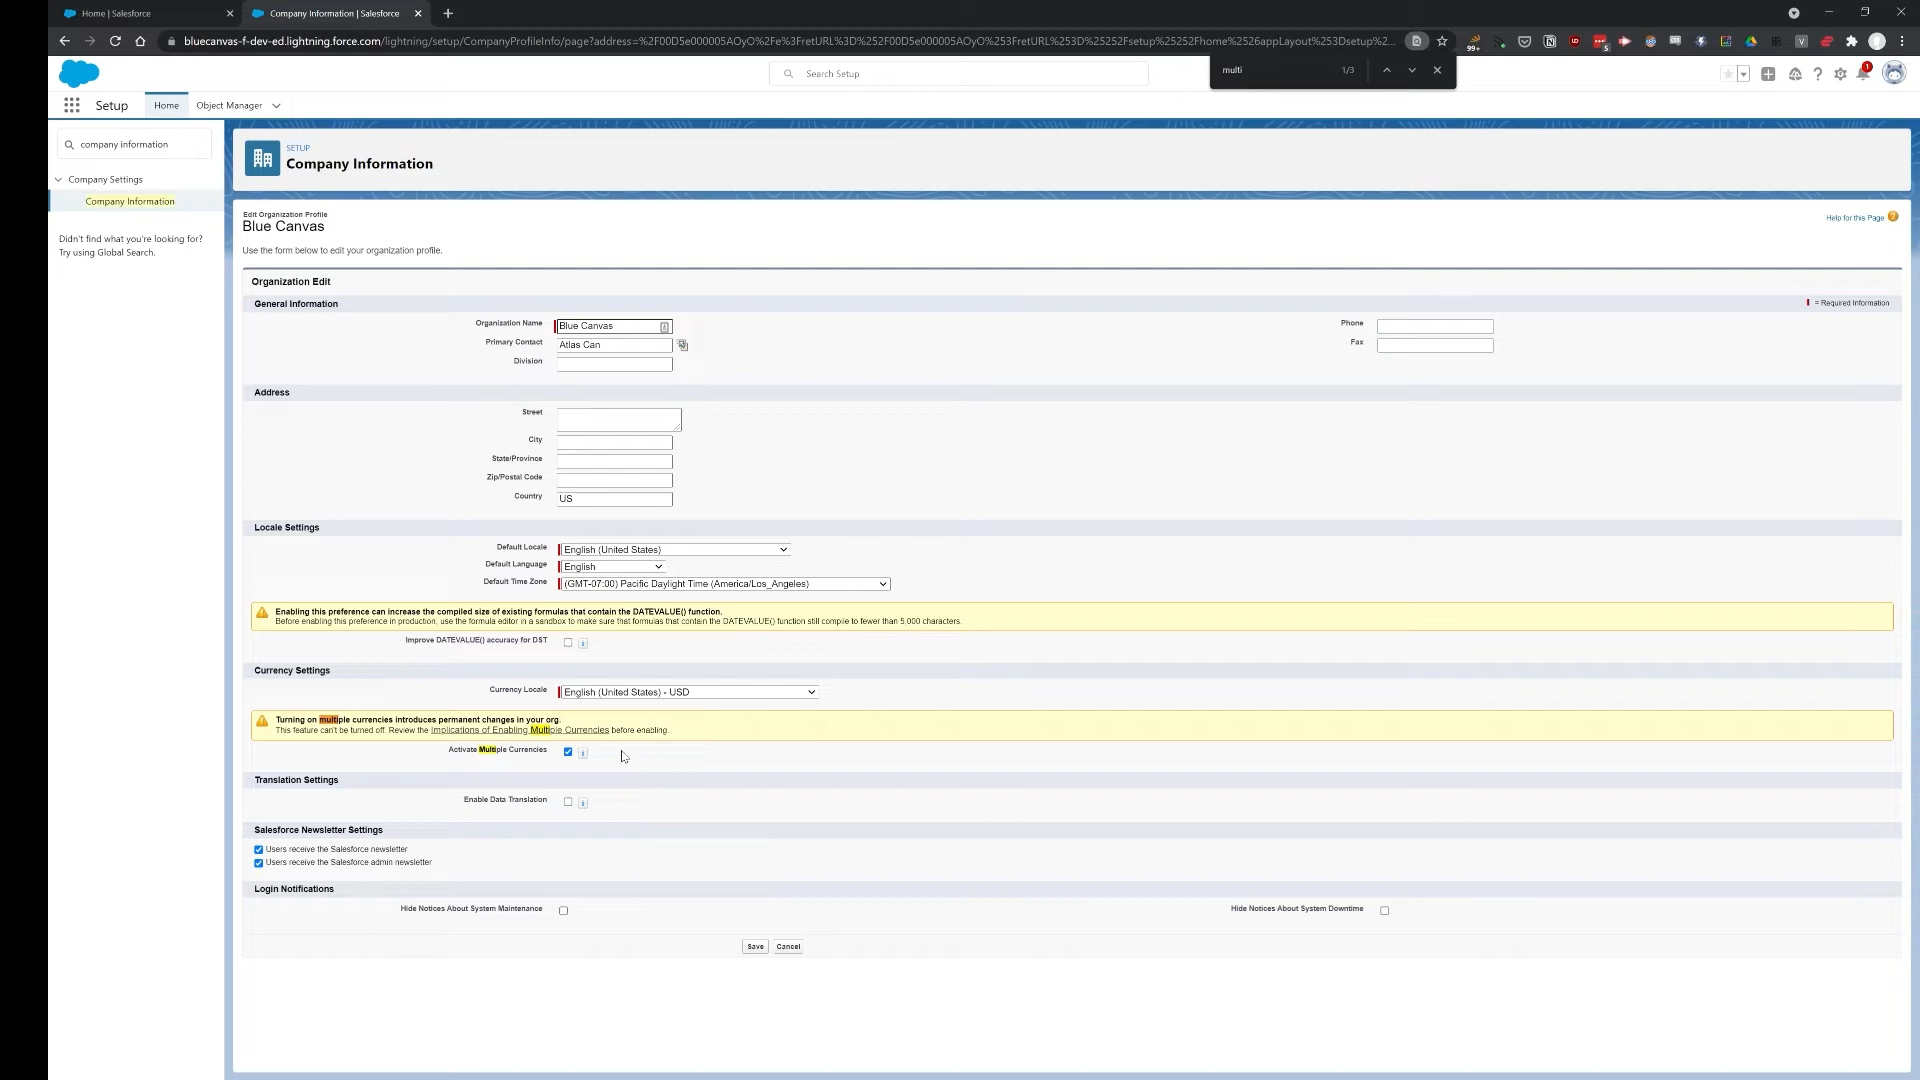 Home | Salesforce
Company Information | Salesforce
bluecanvas-f-dev-ed.lightning.force.com/lightning/setup/CompanyProfileInfo/page?address=%2F00D5e000005AOyO%2Fe%3FretURL%3D%252F00D5e000005AOyO%253FretURL%253D%25252Fsetup%25252Fhome%2526appLayout%253Dsetup%2...
99+
5
multi
1/3
Search Setup
1
Setup
Home
Object Manager
company information
SETUP
Company Information
Company Settings
Company Information
Didn't find what you're looking for?
Try using Global Search.
Edit Organization Profile
Blue Canvas
Help for this Page
Use the form below to edit your organization profile.
Organization Edit
General Information
= Required Information
Organization Name
Blue Canvas
Phone
Primary Contact
Atlas Can
Fax
Division
Address
Street
City
State/Province
Zip/Postal Code
Country
US
Locale Settings
Default Locale
English (United States)
Default Language
English
Default Time Zone
(GMT-07:00) Pacific Daylight Time (America/Los_Angeles)
Enabling this preference can increase the compiled size of existing formulas that contain the DATEVALUE() function.
Before enabling this preference in production, use the formula editor in a sandbox to make sure that formulas that contain the DATEVALUE() function still compile to fewer than 5,000 characters.
Improve DATEVALUE() accuracy for DST
Currency Settings
Currency Locale
English (United States) - USD
Turning on multiple currencies introduces permanent changes in your org.
This feature can't be turned off. Review the Implications of Enabling Multiple Currencies before enabling.
Activate Multiple Currencies
Translation Settings
Enable Data Translation
Salesforce Newsletter Settings
Users receive the Salesforce newsletter
Users receive the Salesforce admin newsletter
Login Notifications
Hide Notices About System Maintenance
Hide Notices About System Downtime
Save
Cancel